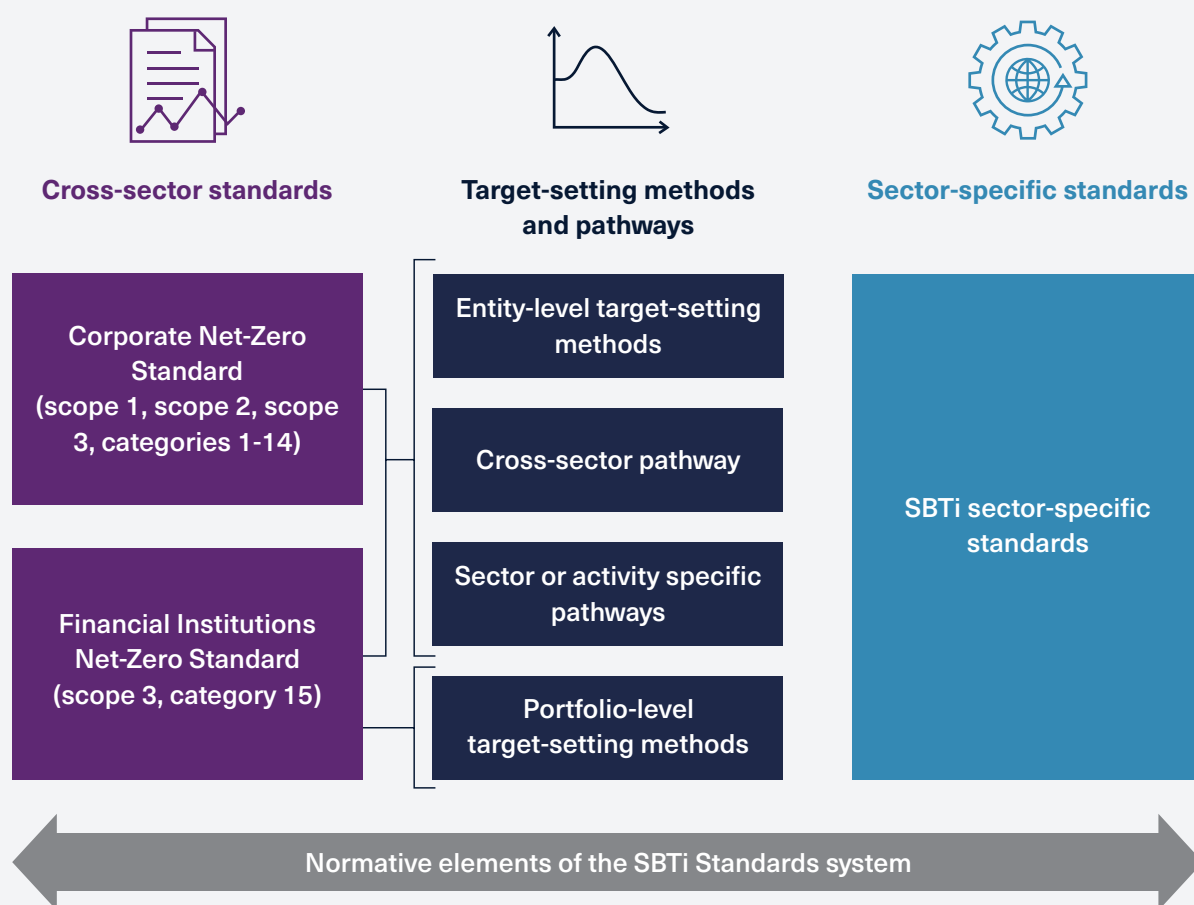 Cross-sector standards
Target-setting methods
and pathways
Sector-specific standards
Corporate Net-Zero
Standard
(scope 1, scope 2, scope
3, categories 1-14)
Financial Institutions
Net-Zero Standard
(scope 3, category 15)
Entity-level target-setting
methods
Cross-sector pathway
Sector or activity specific
pathways
Portfolio-level
target-setting methods
SBTi sector-specific
standards
Normative elements of the SBTi Standards system